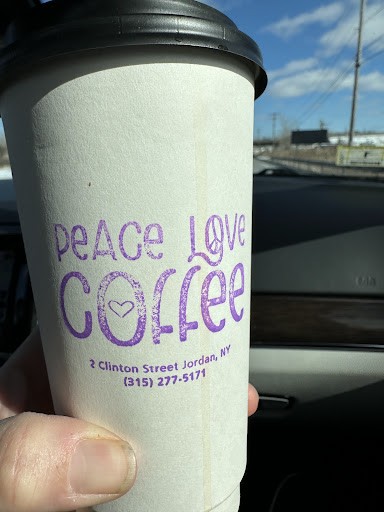 PEACE LOVE
COFFEE
2 Clinton Street Jordan, NY
(315) 277-5171